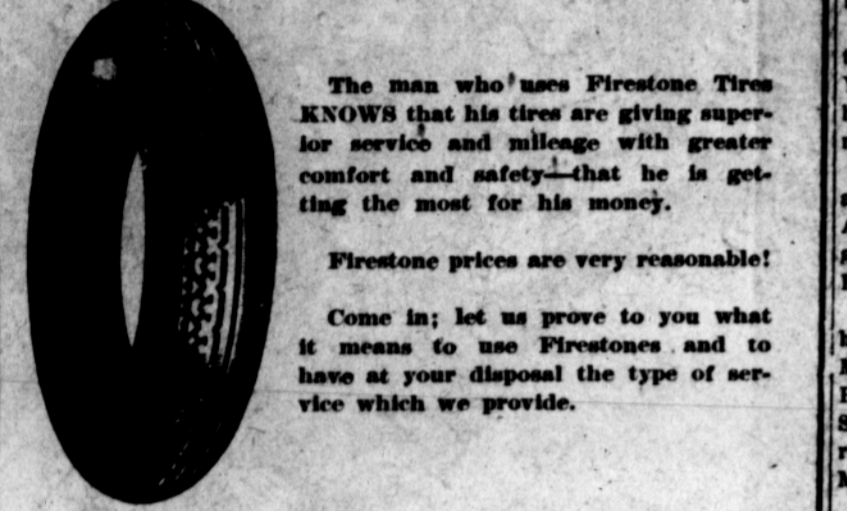 The man who uses Firestone Tires
KNOWS that his tires are giving super-
ior service and mileage with greater
comfort and safety—that he is get-
ting the most for his money.
Firestone prices are very reasonable!
Come in; let us prove to you what
it means to use Firestones and to
have at your disposal the type of ser-
vice which we provide.